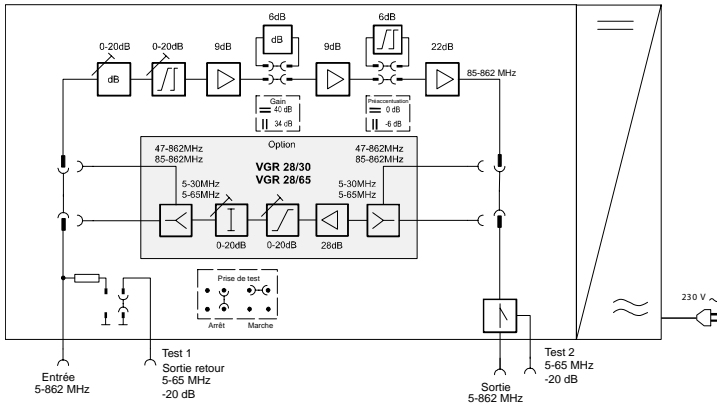 6dB
6dB
0-20dB
0-20dB
9dB
dB
9dB
22dB
dB
85-862 MHz
Gain
40 dB
34 dB
Préaccentuation
0 dB
-6 dB
Option
47-862MHz
85-862MHz
VGR 28/30
VGR 28/65
47-862MHz
85-862MHz
5-30MHz
5-65MHz
5-30MHz
5-65MHz
0-20dB
0-20dB
28dB
Prise de test
Arrêt
Marche
230 V
Entrée
5-862 MHz
Test 1
Sortie retour
5-65 MHz
-20 dB
Sortie
5-862 MHz
Test 2
5-65 MHz
-20 dB